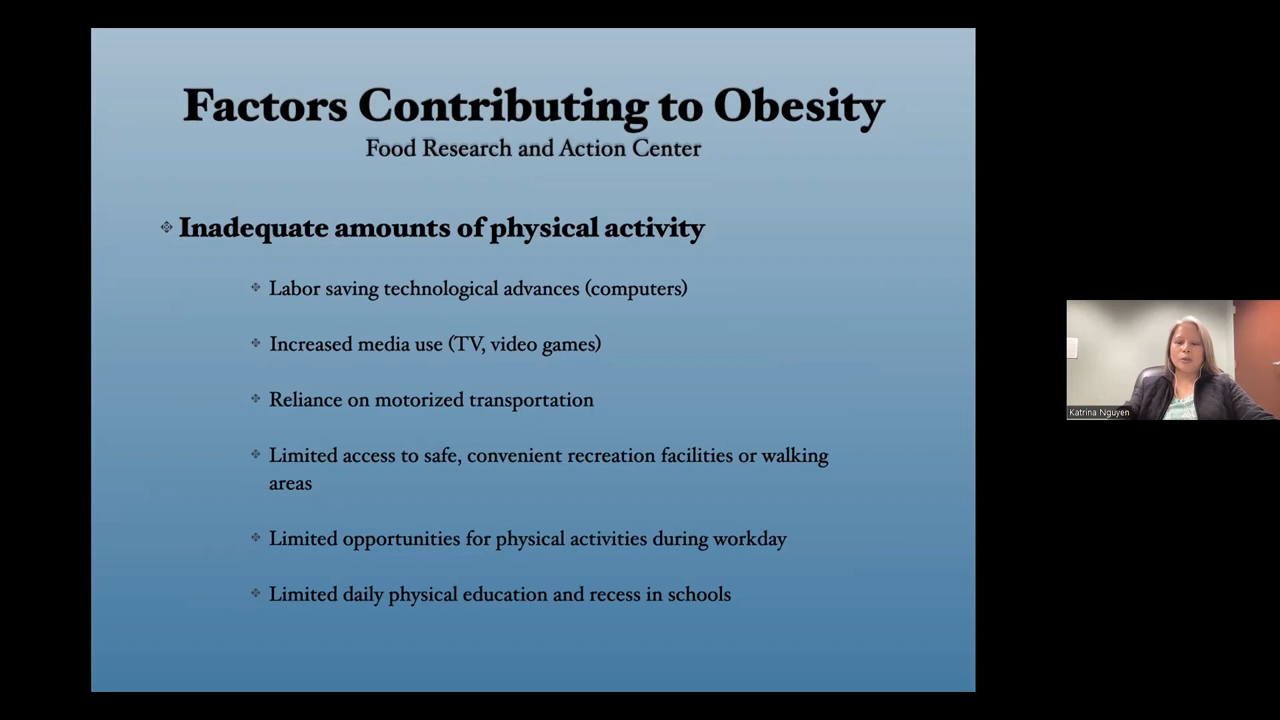 Factors Contributing to Obesity
Food Research and Action Center
Inadequate amounts of physical activity
Labor saving technological advances (computers)
Increased media use (TV, video games)
Reliance on motorized transportation
Limited access to safe, convenient recreation facilities or walking
areas
Limited opportunities for physical activities during workday
Limited daily physical education and recess in schools
Katrina Nguyen